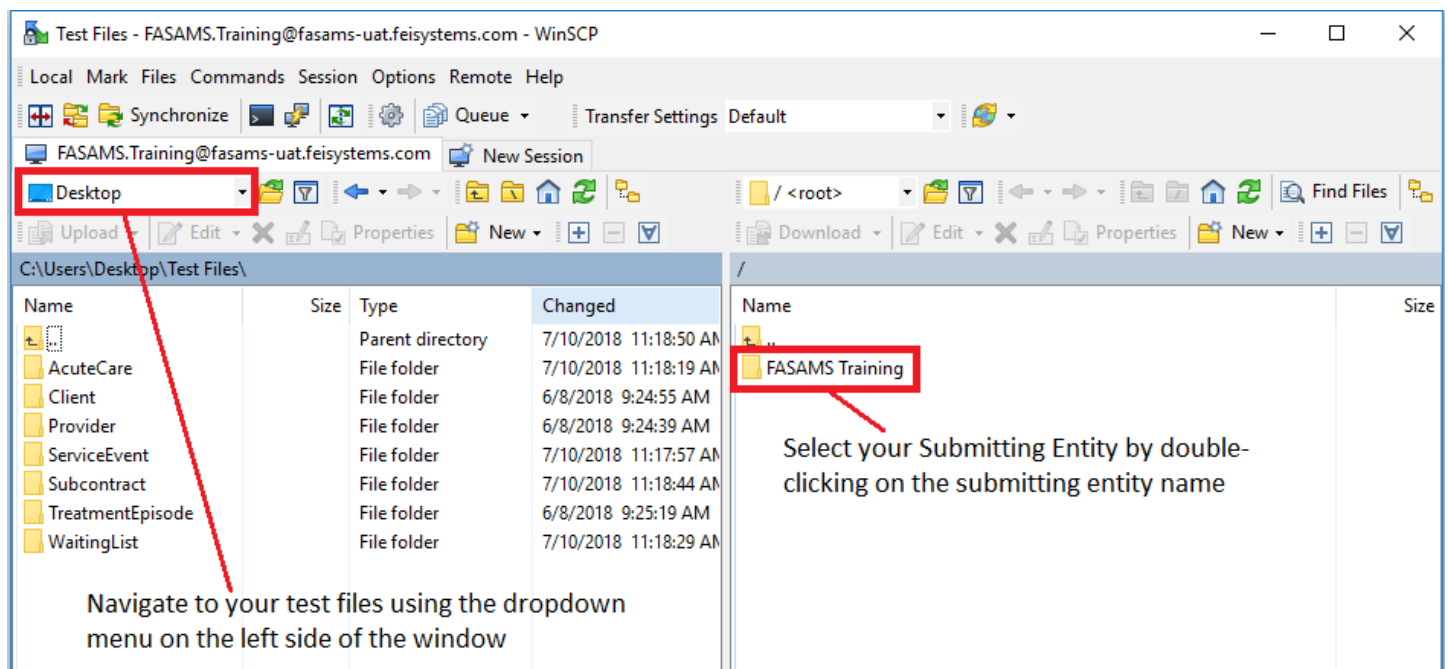 Test Files - FASAMS.Training@fasams-uat.feisystems.com - WinSCP
Local Mark Files Commands Session Options Remote Help
Synchronize Queue Transfer Settings Default
FASAMS.Training@fasams-uat.feisystems.com New Session
Desktop / <root> Find Files
Upload Edit Properties New Download Edit Properties New
C:\Users\Desktop\Test Files\ /
Name Size Type Changed Name Size
.. Parent directory 7/10/2018 11:18:50 AM ..
AcuteCare File folder 7/10/2018 11:18:19 AM FASAMS Training
Client File folder 6/8/2018 9:24:55 AM
Provider File folder 6/8/2018 9:24:39 AM
ServiceEvent File folder 7/10/2018 11:17:57 AM
Subcontract File folder 7/10/2018 11:18:44 AM
TreatmentEpisode File folder 6/8/2018 9:25:19 AM
WaitingList File folder 7/10/2018 11:18:29 AM
Select your Submitting Entity by double-
clicking on the submitting entity name
Navigate to your test files using the dropdown
menu on the left side of the window